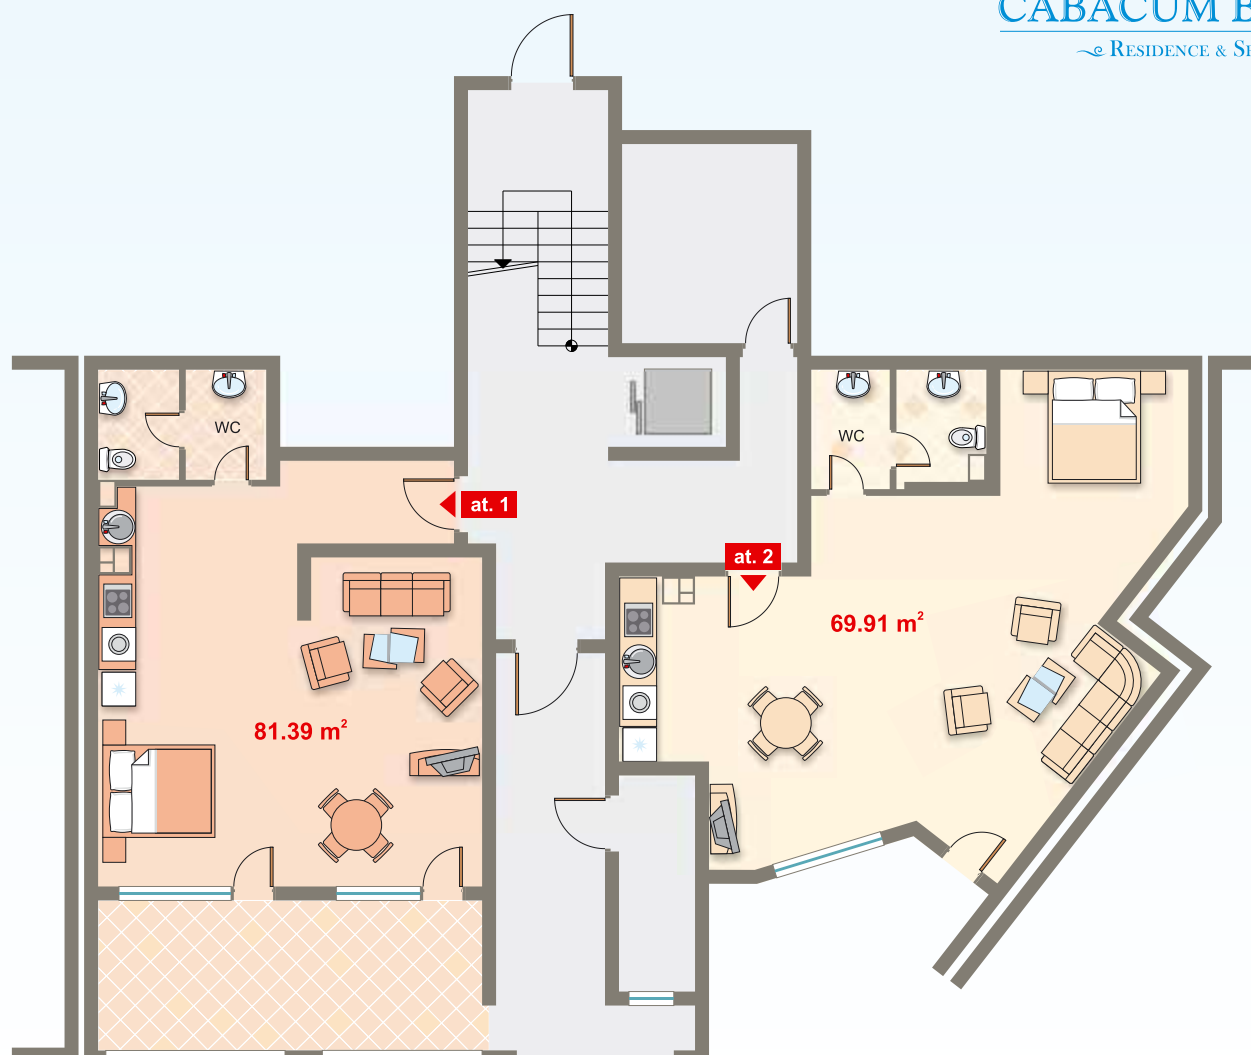 CABACUM B
RESIDENCE & S
WC
WC
at. 1
at. 2
69.91 m²
81.39 m²